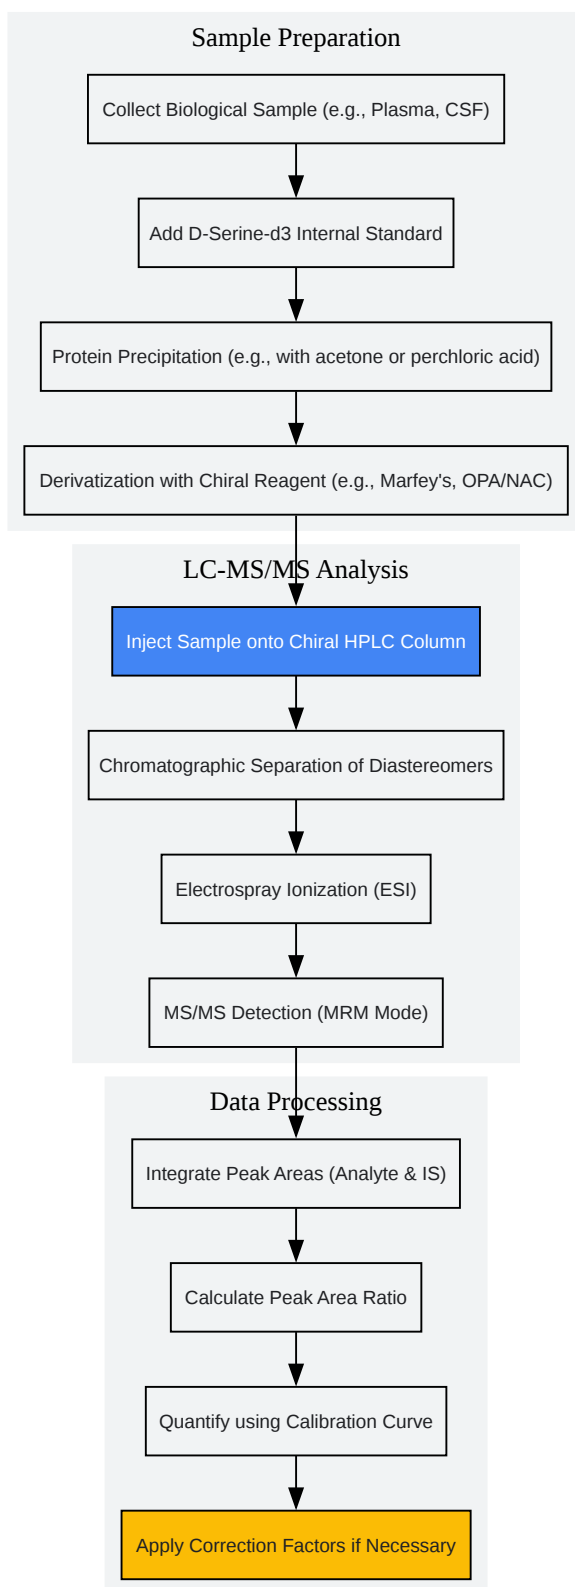 Sample Preparation
Collect Biological Sample (e.g., Plasma, CSF)
Add D-Serine-d3 Internal Standard
Protein Precipitation (e.g., with acetone or perchloric acid)
Derivatization with Chiral Reagent (e.g., Marfey's, OPA/NAC)
LC-MS/MS Analysis
Inject Sample onto Chiral HPLC Column
Chromatographic Separation of Diastereomers
Electrospray Ionization (ESI)
MS/MS Detection (MRM Mode)
Data Processing
Integrate Peak Areas (Analyte & IS)
Calculate Peak Area Ratio
Quantify using Calibration Curve
Apply Correction Factors if Necessary